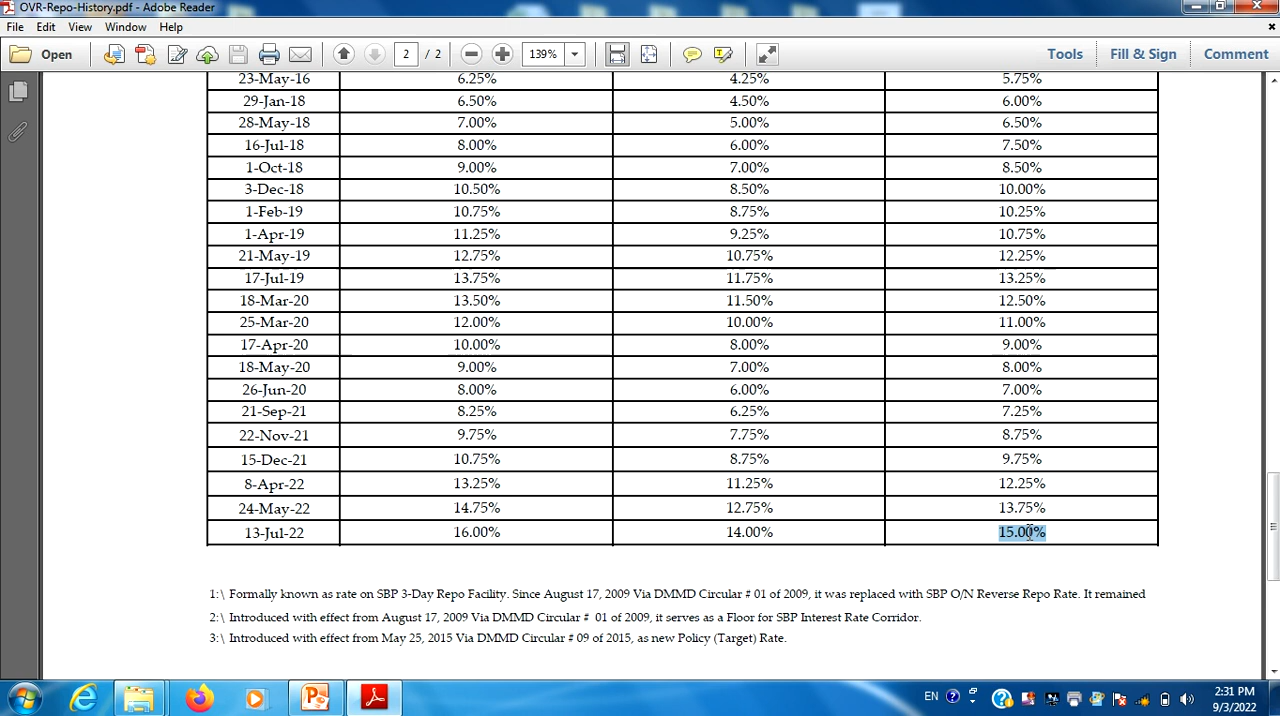 OVR-Repo-History.pdf - Adobe Reader
File Edit View Window Help
Open 2 / 2 139% Tools Fill & Sign Comment
23-May-16 6.25% 4.25% 5.75%
29-Jan-18 6.50% 4.50% 6.00%
28-May-18 7.00% 5.00% 6.50%
16-Jul-18 8.00% 6.00% 7.50%
1-Oct-18 9.00% 7.00% 8.50%
3-Dec-18 10.50% 8.50% 10.00%
1-Feb-19 10.75% 8.75% 10.25%
1-Apr-19 11.25% 9.25% 10.75%
21-May-19 12.75% 10.75% 12.25%
17-Jul-19 13.75% 11.75% 13.25%
18-Mar-20 13.50% 11.50% 12.50%
25-Mar-20 12.00% 10.00% 11.00%
17-Apr-20 10.00% 8.00% 9.00%
18-May-20 9.00% 7.00% 8.00%
26-Jun-20 8.00% 6.00% 7.00%
21-Sep-21 8.25% 6.25% 7.25%
22-Nov-21 9.75% 7.75% 8.75%
15-Dec-21 10.75% 8.75% 9.75%
8-Apr-22 13.25% 11.25% 12.25%
24-May-22 14.75% 12.75% 13.75%
13-Jul-22 16.00% 14.00% 15.00%
1:\ Formally known as rate on SBP 3-Day Repo Facility. Since August 17, 2009 Via DMMD Circular # 01 of 2009, it was replaced with SBP O/N Reverse Repo Rate. It remained
2:\ Introduced with effect from August 17, 2009 Via DMMD Circular # 01 of 2009, it serves as a Floor for SBP Interest Rate Corridor.
3:\ Introduced with effect from May 25, 2015 Via DMMD Circular # 09 of 2015, as new Policy (Target) Rate.
EN 2:31 PM
9/3/2022